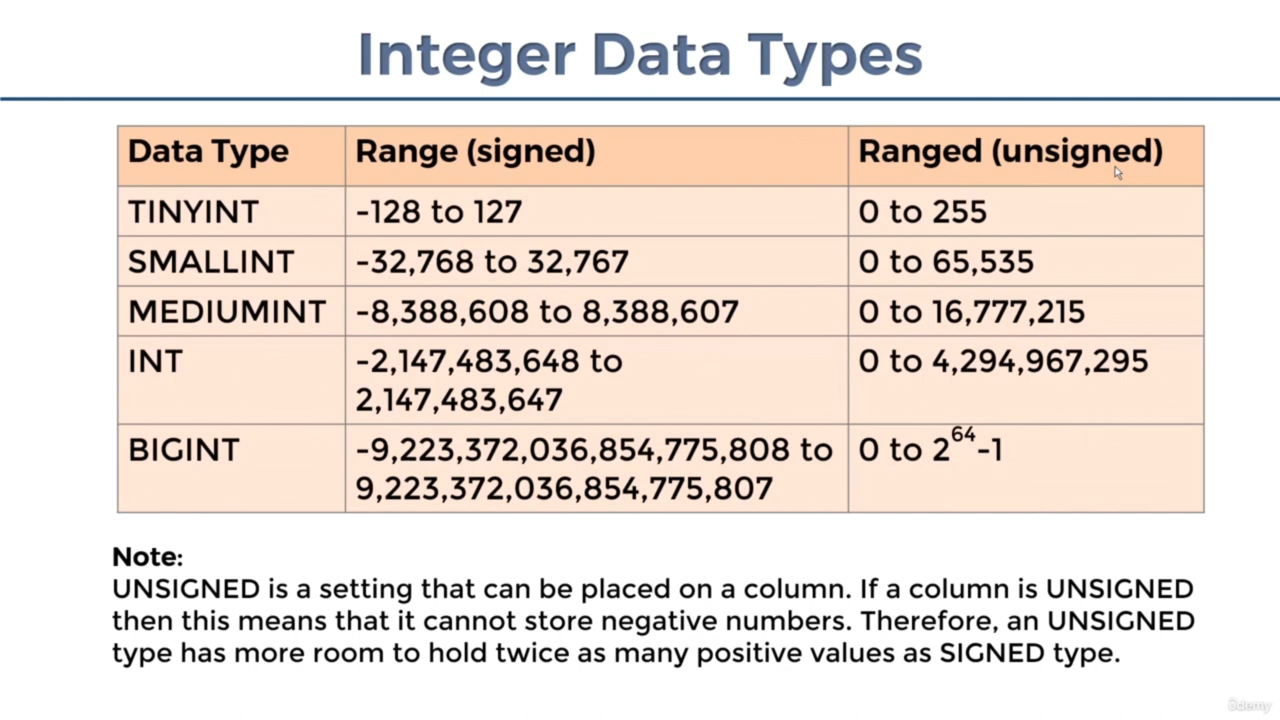 Integer Data Types
Data Type Range (signed) Ranged (unsigned)
TINYINT -128 to 127 0 to 255
SMALLINT -32,768 to 32,767 0 to 65,535
MEDIUMINT -8,388,608 to 8,388,607 0 to 16,777,215
INT -2,147,483,648 to 0 to 4,294,967,295
2,147,483,647
BIGINT -9,223,372,036,854,775,808 to 0 to 2⁶⁴-1
9,223,372,036,854,775,807
Note:
UNSIGNED is a setting that can be placed on a column. If a column is UNSIGNED
then this means that it cannot store negative numbers. Therefore, an UNSIGNED
type has more room to hold twice as many positive values as SIGNED type.
ûdemy